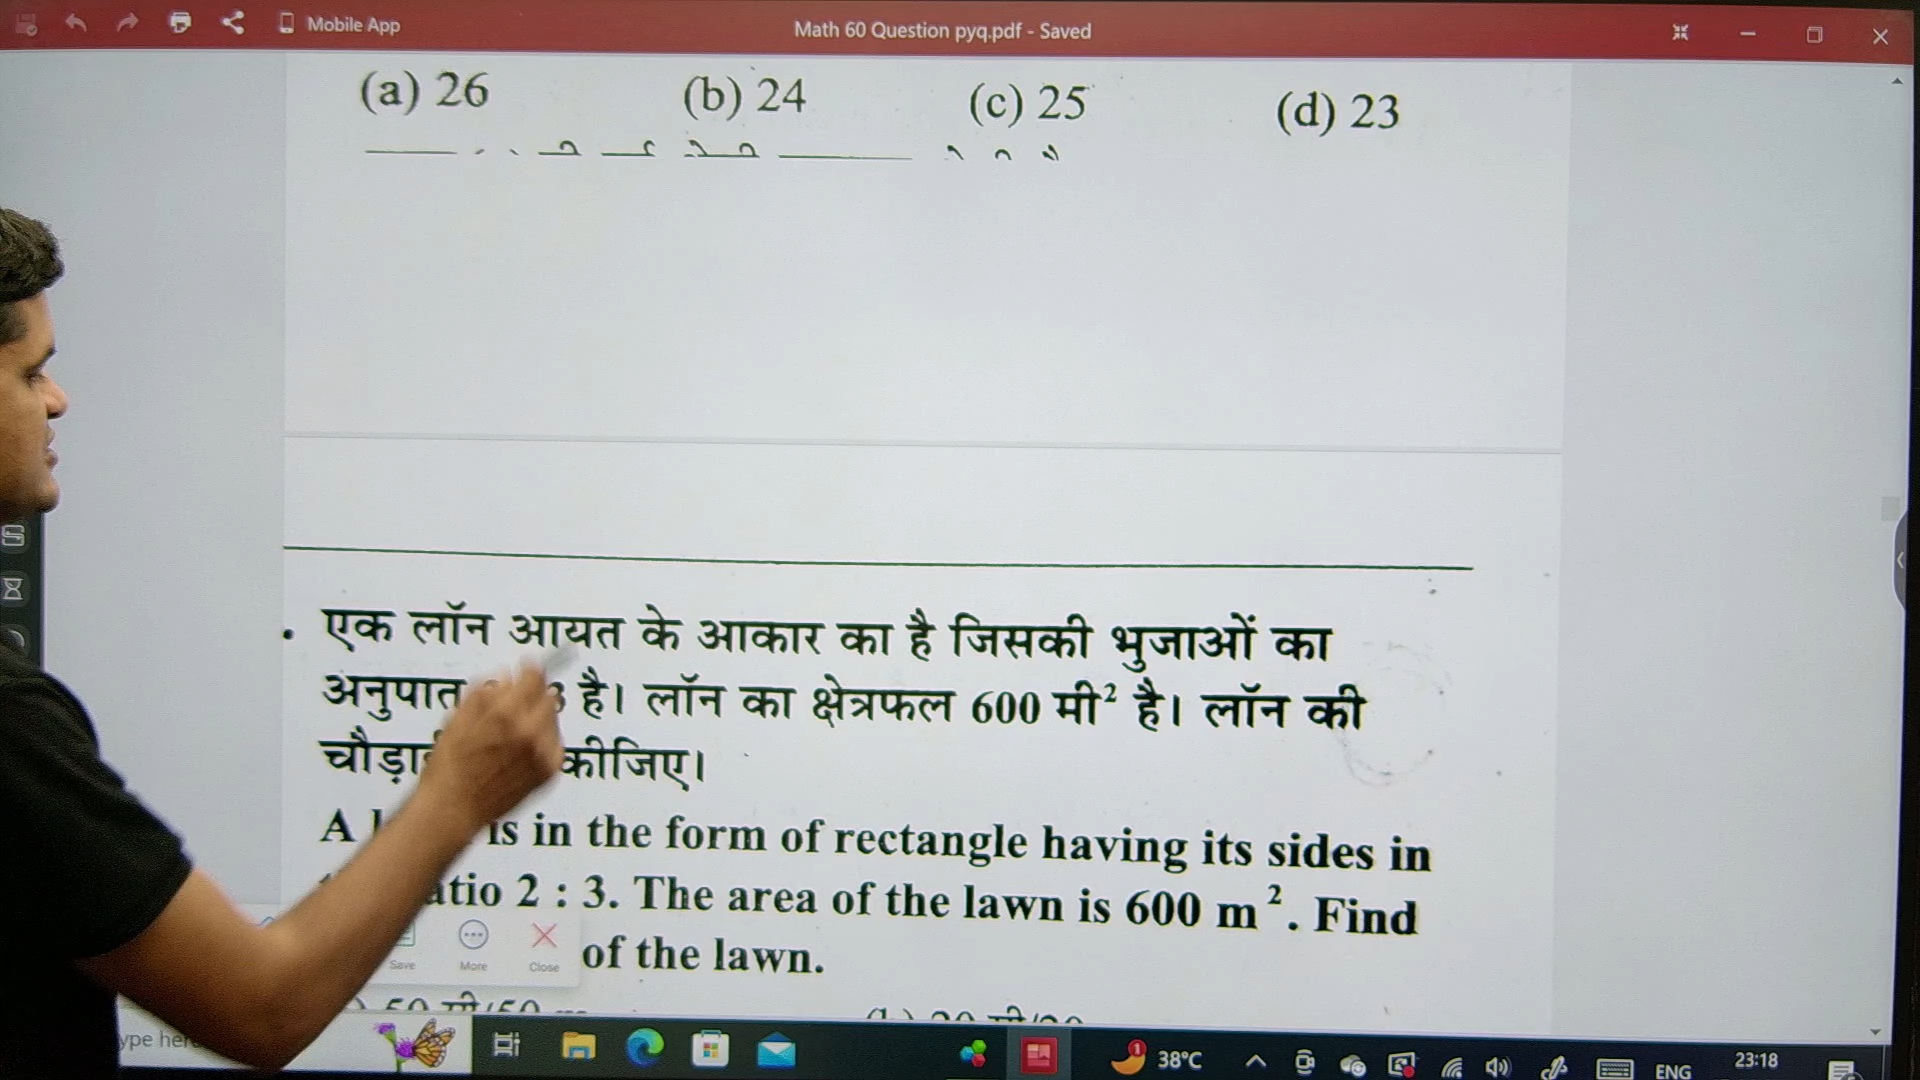 Mobile App
Math 60 Question pyq.pdf - Saved
(a) 26 (b) 24 (c) 25 (d) 23
. एक लॉन आयत के आकार का है जिसकी भुजाओं का
अनुपात 3 है। लॉन का क्षेत्रफल 600 मी² है। लॉन की
कीजिए।
A is in the form of rectangle having its sides in
2 : 3. The area of the lawn is 600 m². Find
of the lawn.
Save More Close
38°C
ENG
23:18